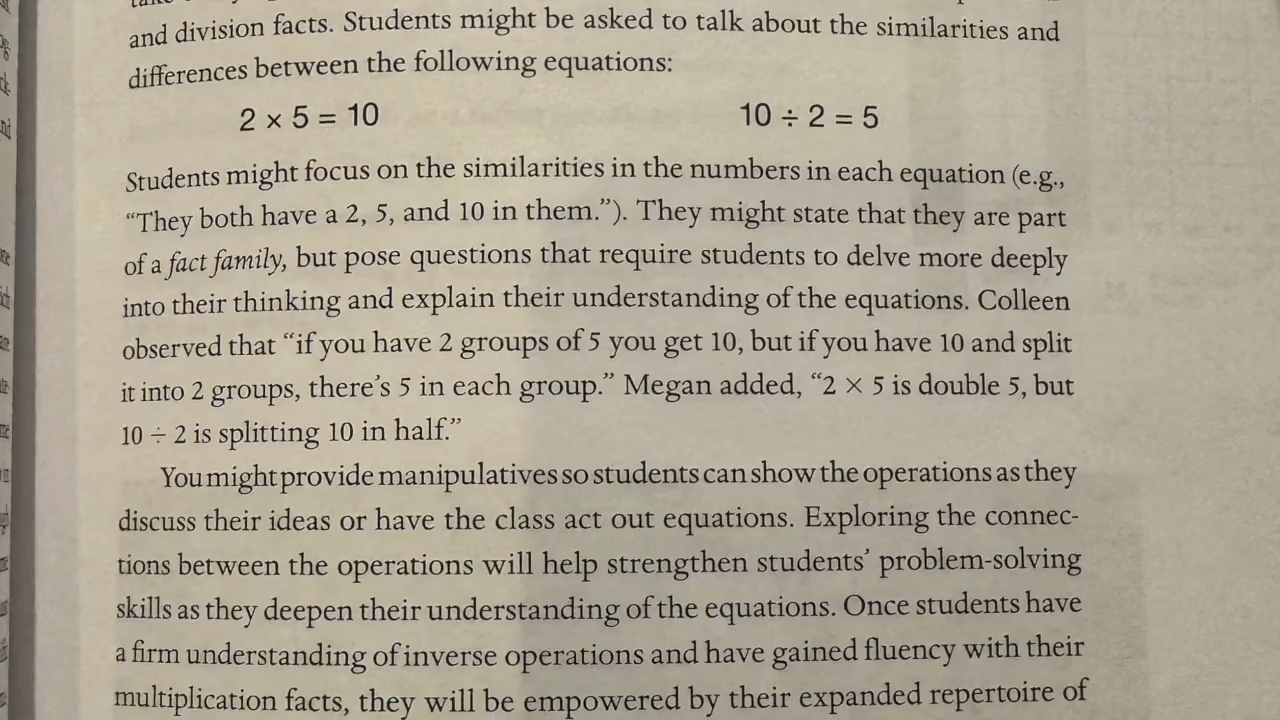 and division facts. Students might be asked to talk about the similarities and
differences between the following equations:
2 × 5 = 10 10 ÷ 2 = 5
Students might focus on the similarities in the numbers in each equation (e.g.,
“They both have a 2, 5, and 10 in them.”). They might state that they are part
of a fact family, but pose questions that require students to delve more deeply
into their thinking and explain their understanding of the equations. Colleen
observed that “if you have 2 groups of 5 you get 10, but if you have 10 and split
it into 2 groups, there’s 5 in each group.” Megan added, “2 × 5 is double 5, but
10 ÷ 2 is splitting 10 in half.”
You might provide manipulatives so students can show the operations as they
discuss their ideas or have the class act out equations. Exploring the connec-
tions between the operations will help strengthen students’ problem-solving
skills as they deepen their understanding of the equations. Once students have
a firm understanding of inverse operations and have gained fluency with their
multiplication facts, they will be empowered by their expanded repertoire of